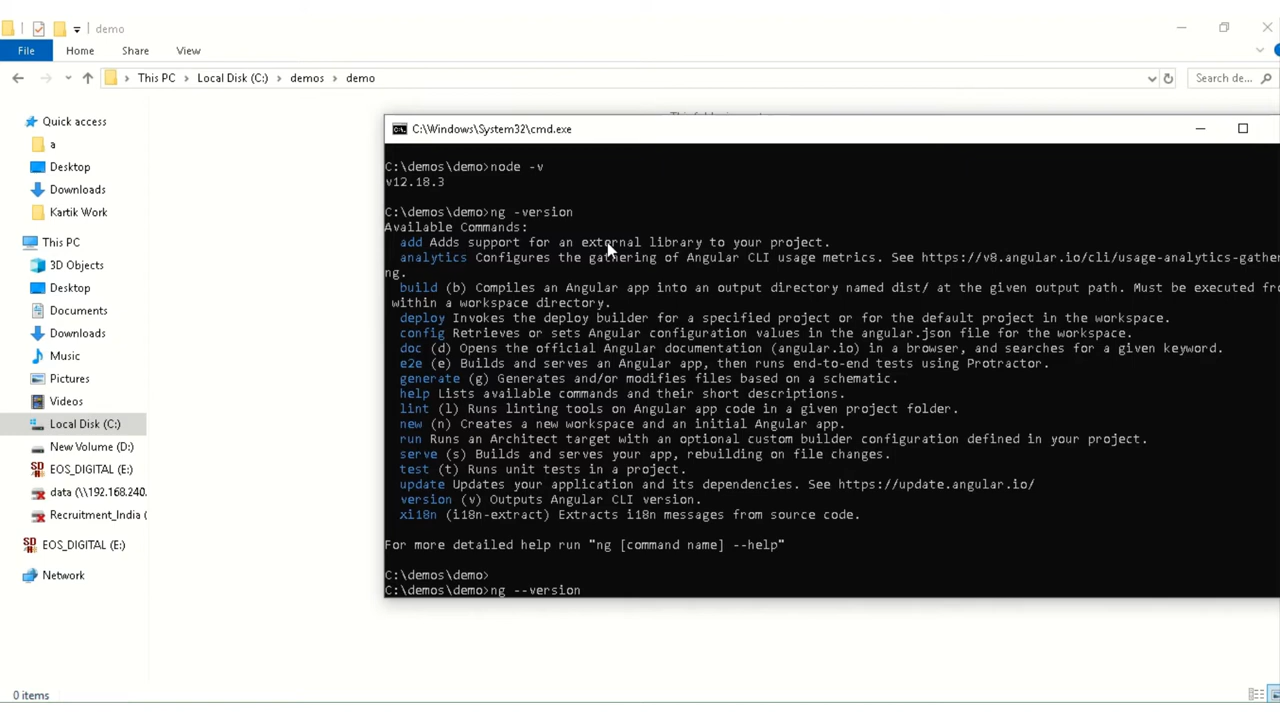 demo
File Home Share View
This PC Local Disk (C:) demos demo Search de...
Quick access
a
Desktop
Downloads
Kartik Work
This PC
3D Objects
Desktop
Documents
Downloads
Music
Pictures
Videos
Local Disk (C:)
New Volume (D:)
EOS_DIGITAL (E:)
data (\\192.168.240.
Recruitment_India (
EOS_DIGITAL (E:)
Network
0 items
C:\Windows\System32\cmd.exe
C:\demos\demo>node -v
v12.18.3
C:\demos\demo>ng -version
Available Commands:
add Adds support for an external library to your project.
analytics Configures the gathering of Angular CLI usage metrics. See https://v8.angular.io/cli/usage-analytics-gather
ng.
build (b) Compiles an Angular app into an output directory named dist/ at the given output path. Must be executed fro
within a workspace directory.
deploy Invokes the deploy builder for a specified project or for the default project in the workspace.
config Retrieves or sets Angular configuration values in the angular.json file for the workspace.
doc (d) Opens the official Angular documentation (angular.io) in a browser, and searches for a given keyword.
e2e (e) Builds and serves an Angular app, then runs end-to-end tests using Protractor.
generate (g) Generates and/or modifies files based on a schematic.
help Lists available commands and their short descriptions.
lint (l) Runs linting tools on Angular app code in a given project folder.
new (n) Creates a new workspace and an initial Angular app.
run Runs an Architect target with an optional custom builder configuration defined in your project.
serve (s) Builds and serves your app, rebuilding on file changes.
test (t) Runs unit tests in a project.
update Updates your application and its dependencies. See https://update.angular.io/
version (v) Outputs Angular CLI version.
xi18n (i18n-extract) Extracts i18n messages from source code.
For more detailed help run "ng [command name] --help"
C:\demos\demo>
C:\demos\demo>ng --version